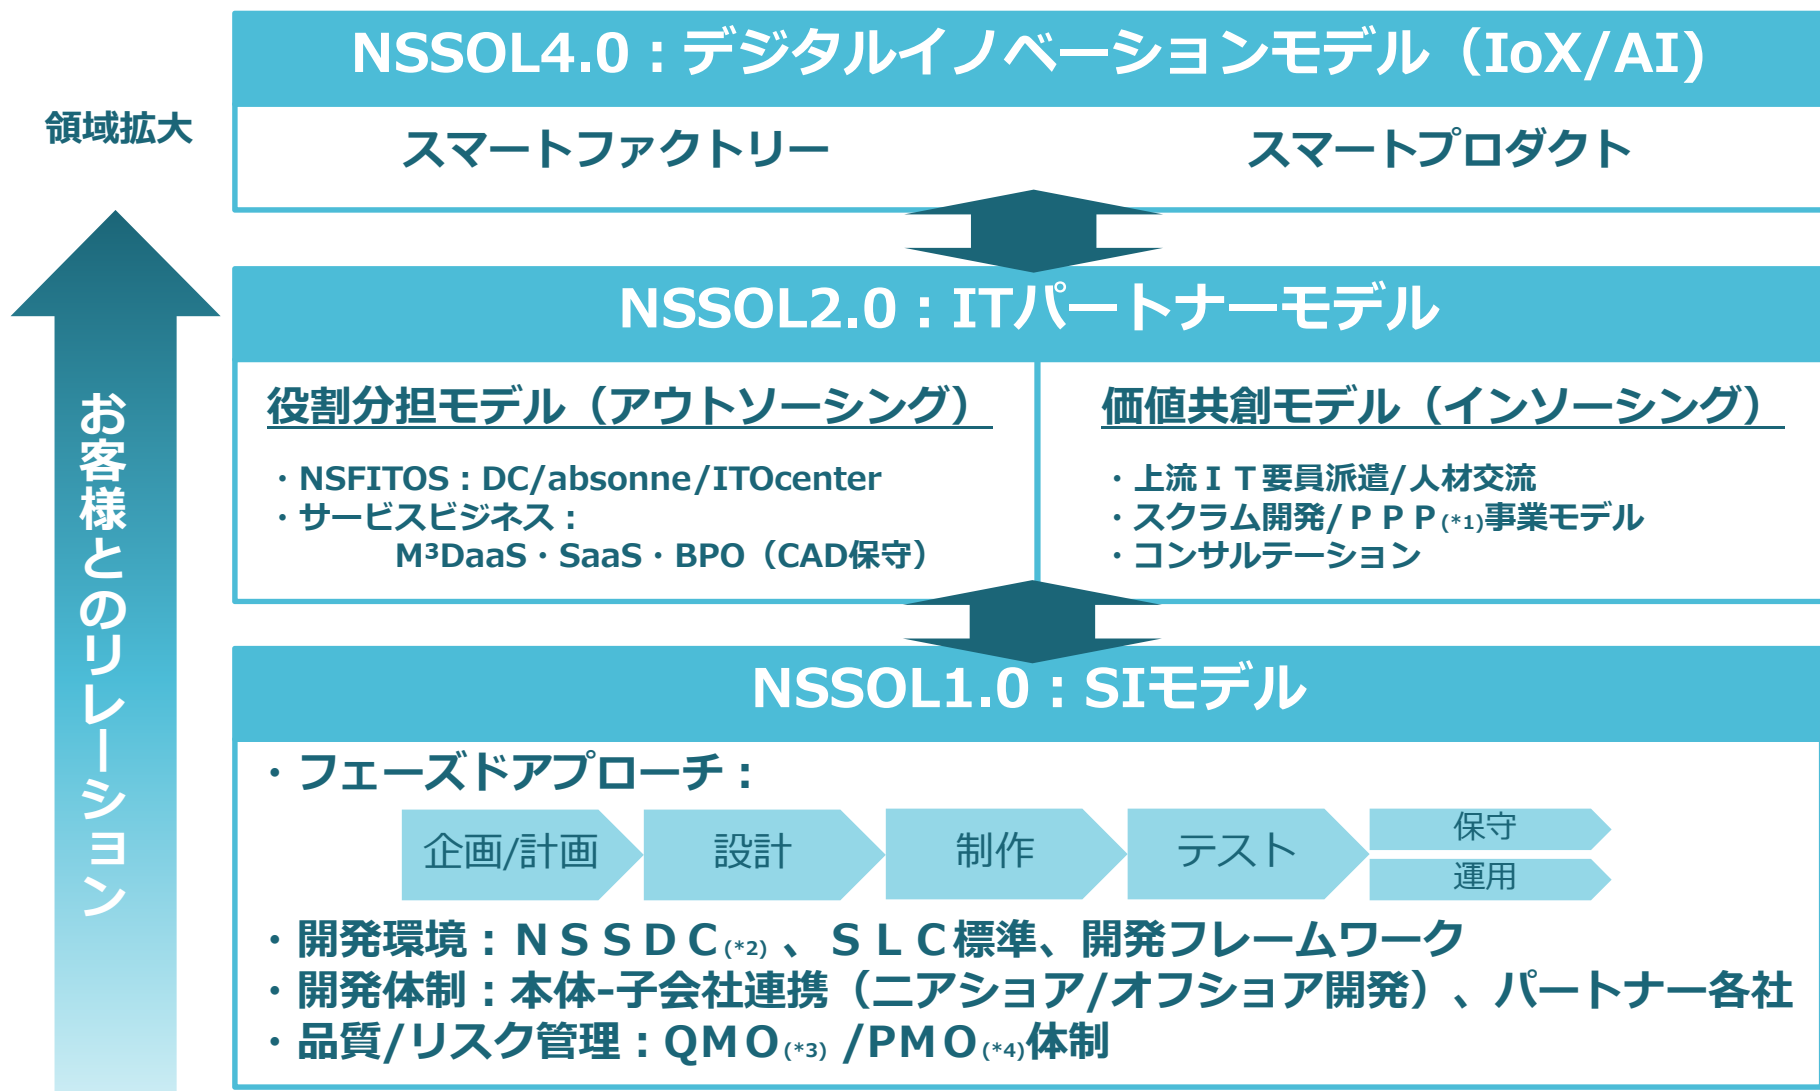 NSSOL4.0：デジタルイノベーションモデル（IoX/AI）
領域拡大
スマートファクトリー
スマートプロダクト
NSSOL2.0：ITパートナーモデル
役割分担モデル（アウトソーシング）
・NSFITOS：DC/absonne/ITOcenter
・サービスビジネス：
M³DaaS・SaaS・BPO（CAD保守）
価値共創モデル（インソーシング）
・上流ＩＴ要員派遣/人材交流
・スクラム開発/ＰＰＰ(*1)事業モデル
・コンサルテーション
お客様とのリレーション
NSSOL1.0：SIモデル
・フェーズドアプローチ：
企画/計画
設計
制作
テスト
保守
運用
・開発環境：ＮＳＳＤＣ(*2)、ＳＬＣ標準、開発フレームワーク
・開発体制：本体-子会社連携（ニアショア/オフショア開発）、パートナー各社
・品質/リスク管理：QMO(*3) /PMO(*4)体制